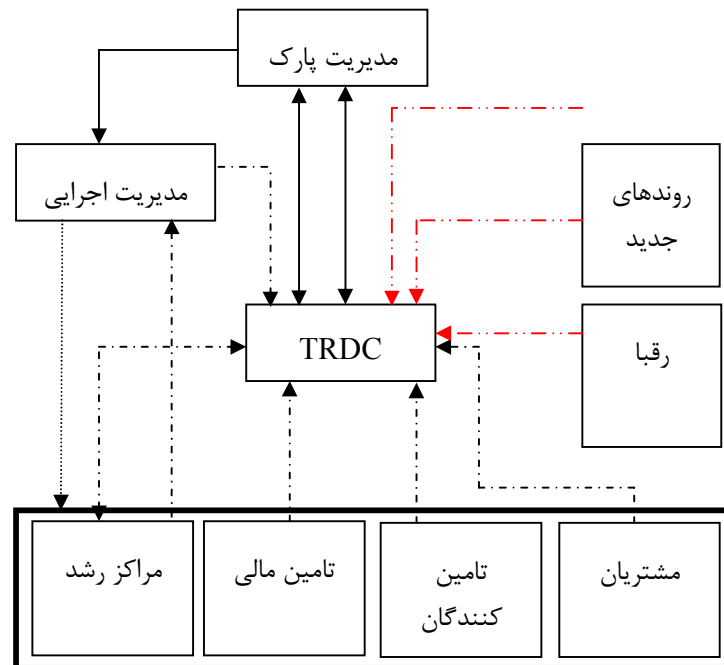 مدیریت پارک
مدیریت اجرایی
روندهای
جدید
TRDC
رقبا
مراکز رشد
تامین مالی
تامین
کنندگان
مشتریان